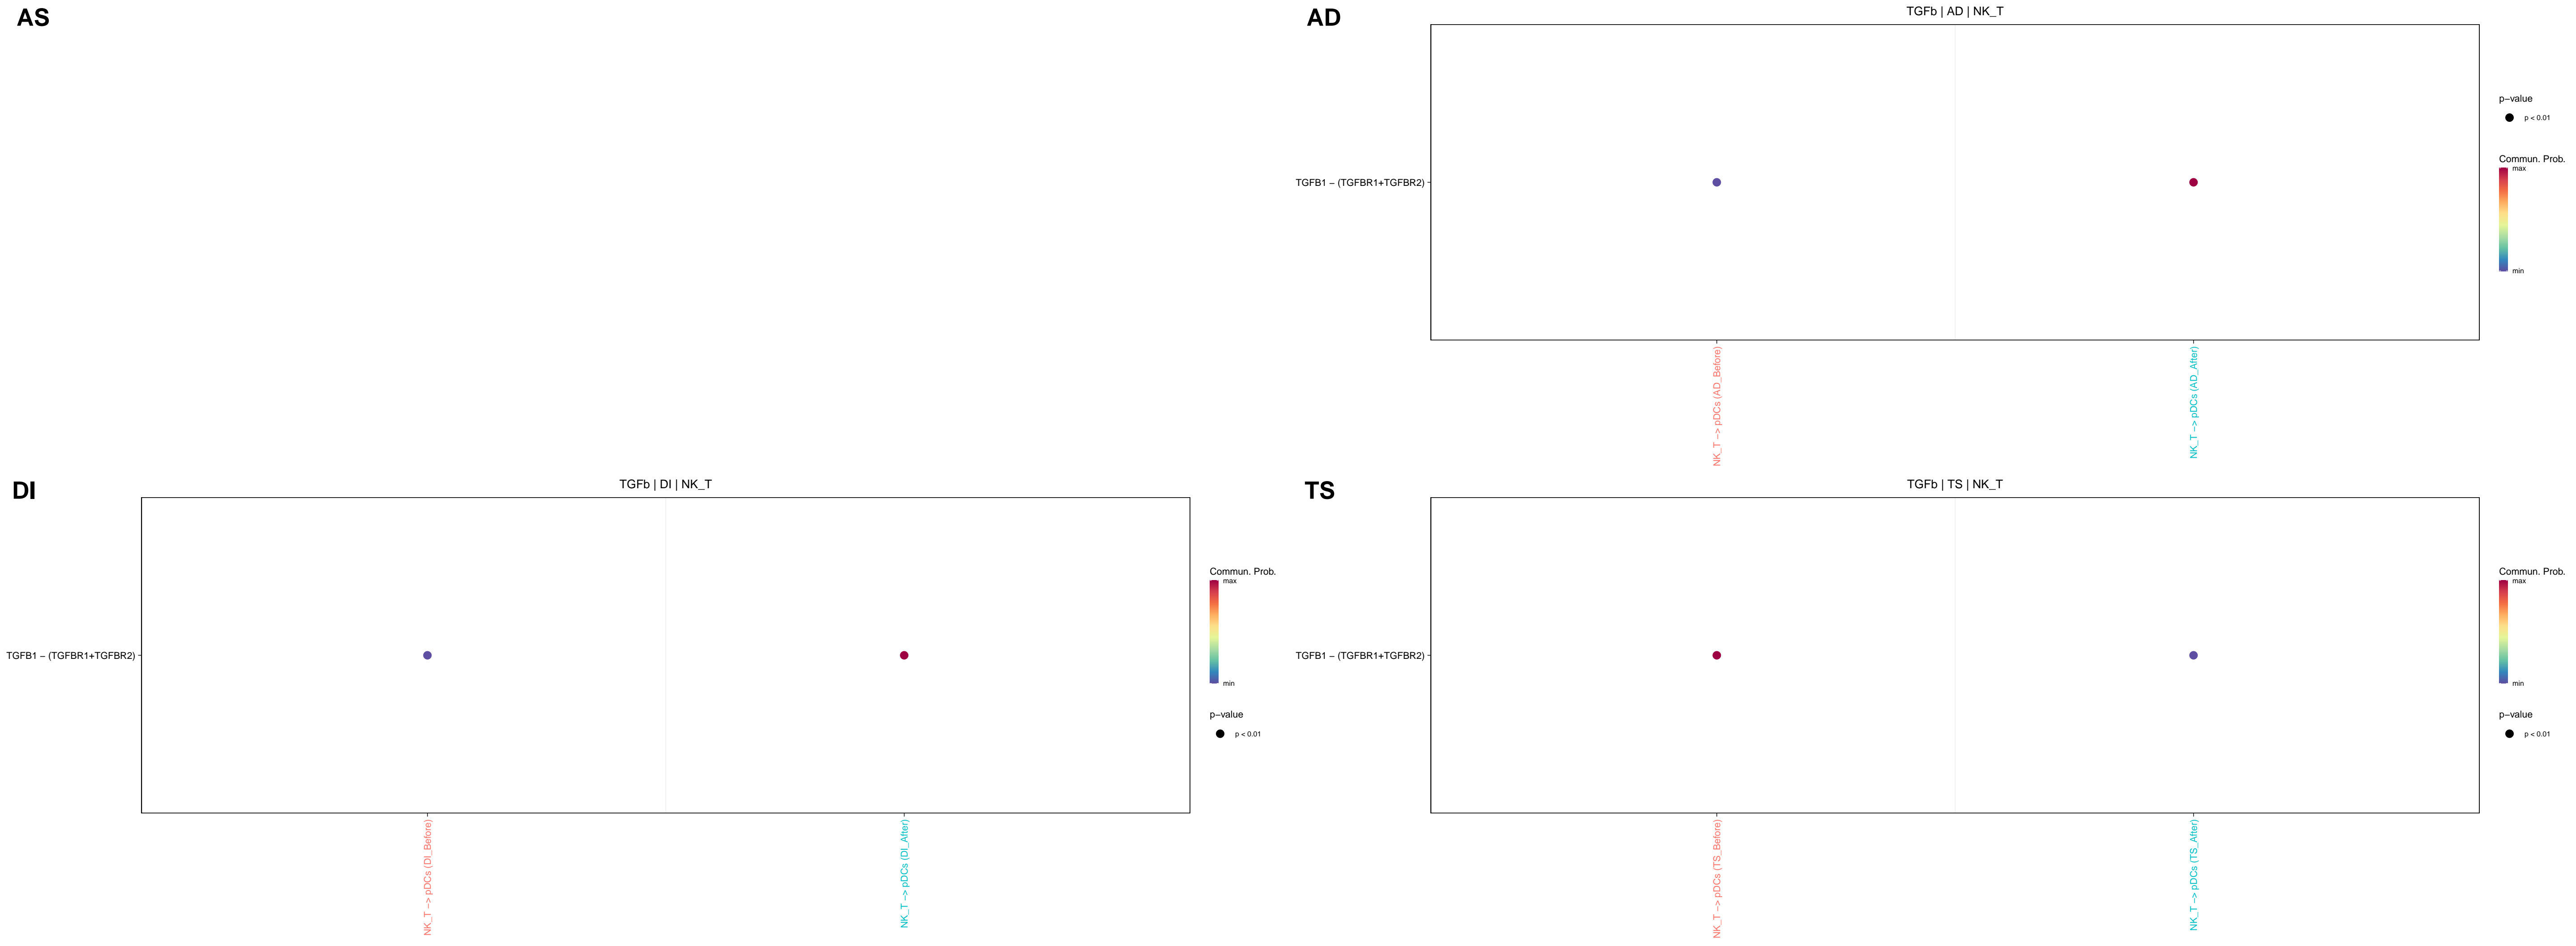 AS
AD
TGFb | AD | NK_T
TGFB1 − (TGFBR1+TGFBR2)
NK_T −> pDCs (AD_Before)
NK_T −> pDCs (AD_After)
p−value
p < 0.01
Commun. Prob.
max
min
DI
TGFb | DI | NK_T
TGFB1 − (TGFBR1+TGFBR2)
NK_T −> pDCs (DI_Before)
NK_T −> pDCs (DI_After)
Commun. Prob.
max
min
p−value
p < 0.01
TS
TGFb | TS | NK_T
TGFB1 − (TGFBR1+TGFBR2)
NK_T −> pDCs (TS_Before)
NK_T −> pDCs (TS_After)
Commun. Prob.
max
min
p−value
p < 0.01